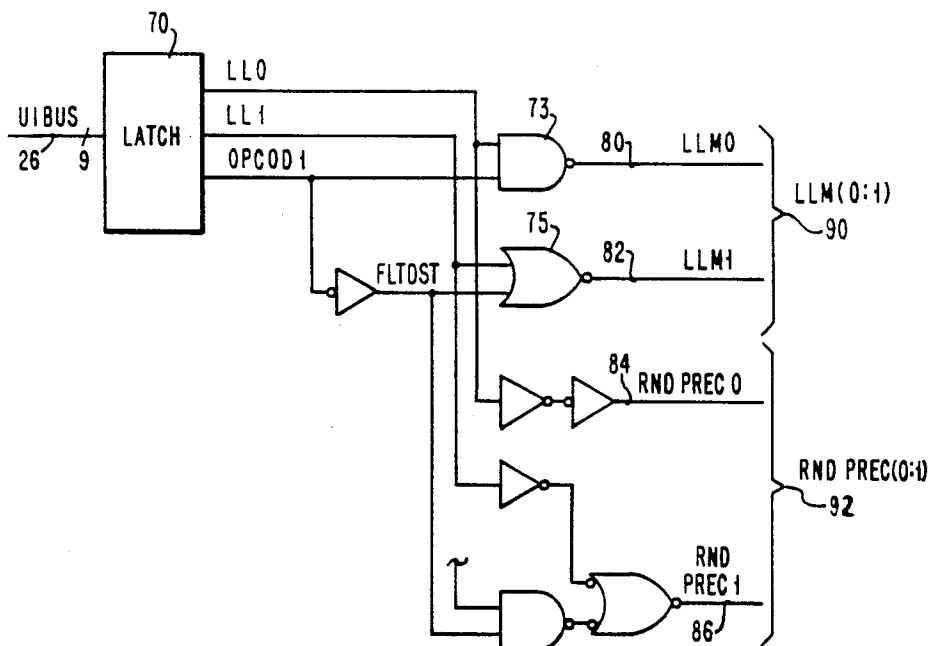 70
LL0
UIBUS
26
9
LATCH
LL1
OPCOD1
73
80
LLM0
LLM(0:1)
90
75
82
LLM1
FLTDST
84
RND PREC 0
RND PREC(0:1)
92
RND
PREC 1
86